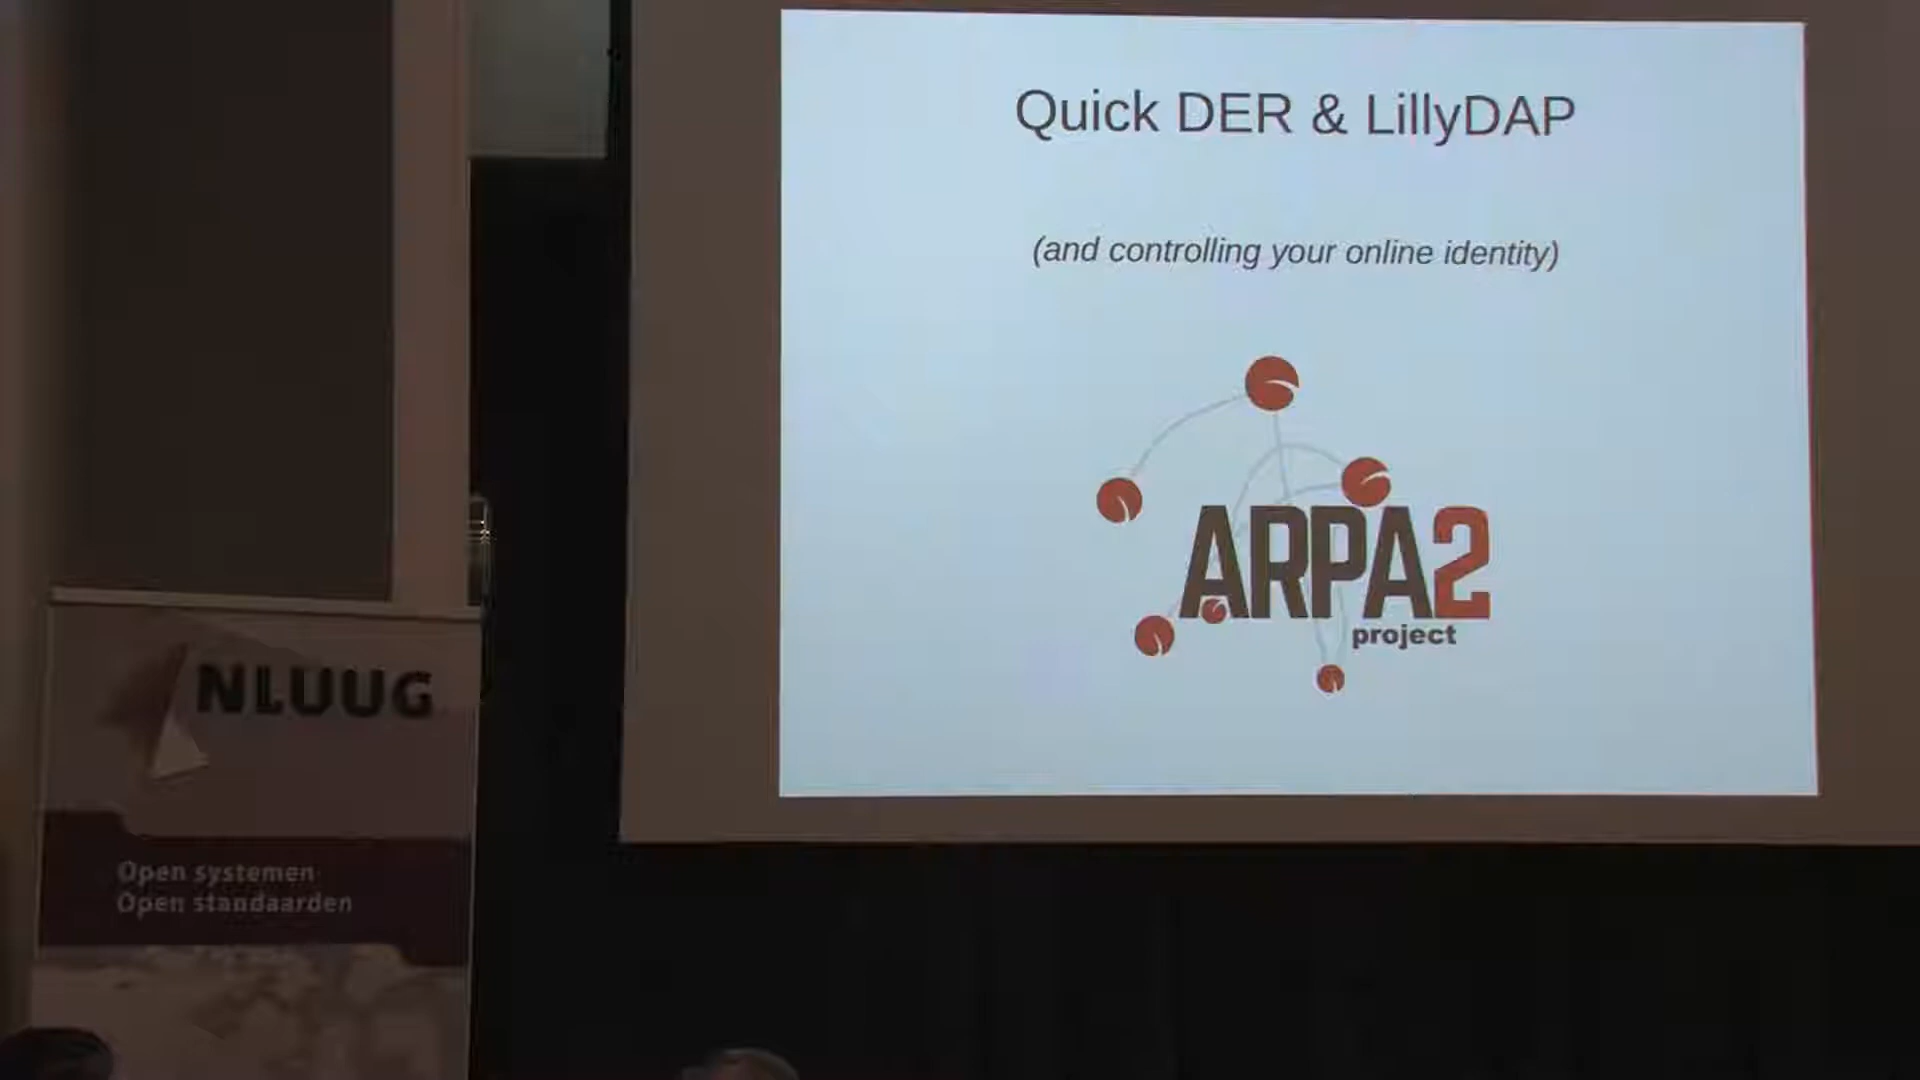 Quick DER & LillyDAP
(and controlling your online identity)
ARPA2
project
NLUUG
Open systemen
Open standaarden